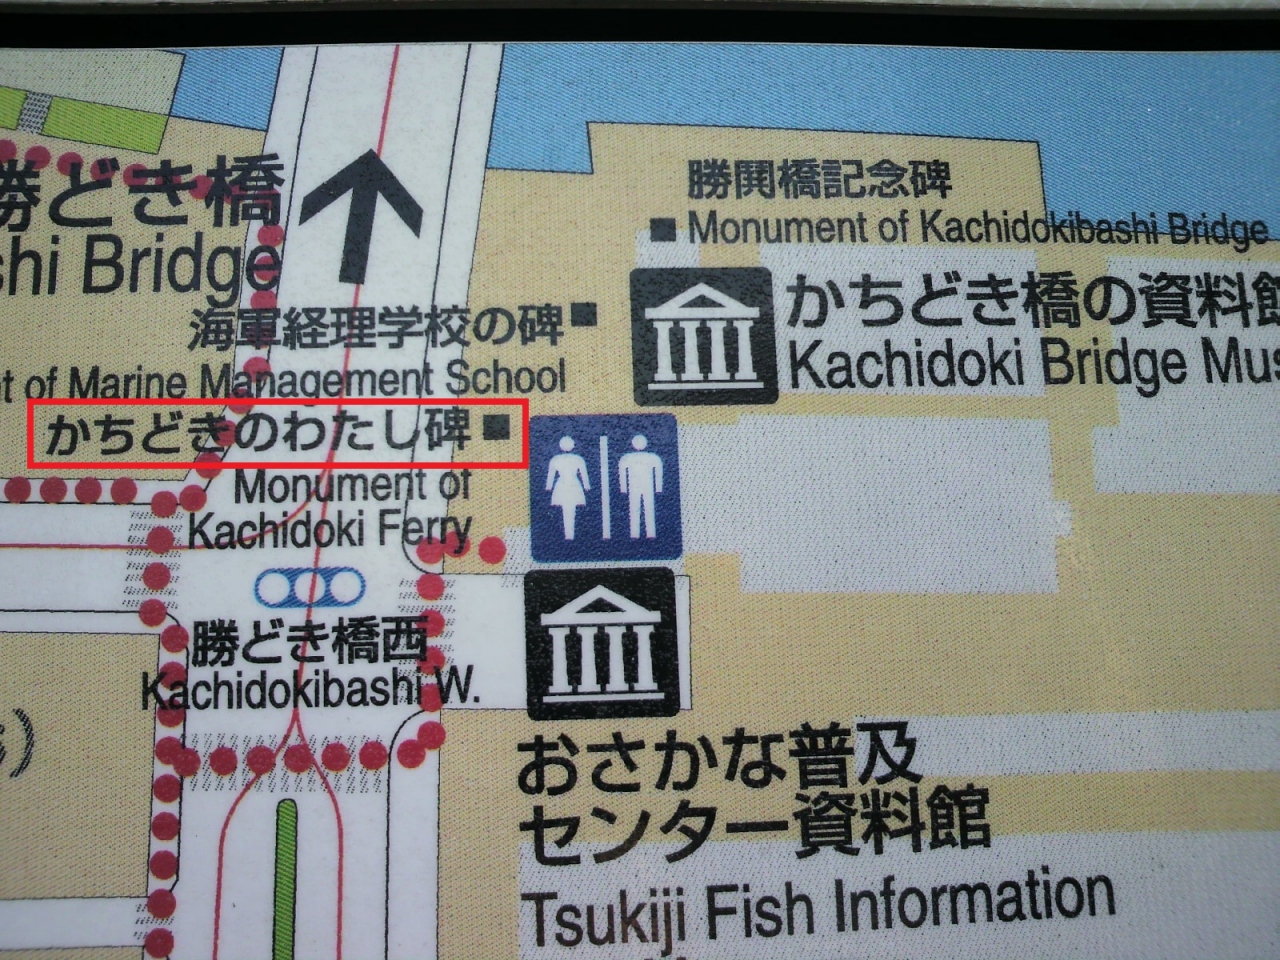 勝どき橋
shi Bridge
勝鬨橋記念碑
Monument of Kachidokibashi Bridge
かちどき橋の資料館
Kachidoki Bridge Mus
海軍経理学校の碑
nt of Marine Management School
かちどきのわたし碑
Monument of
Kachidoki Ferry
勝どき橋西
Kachidokibashi W.
おさかな普及
センター資料館
Tsukiji Fish Information